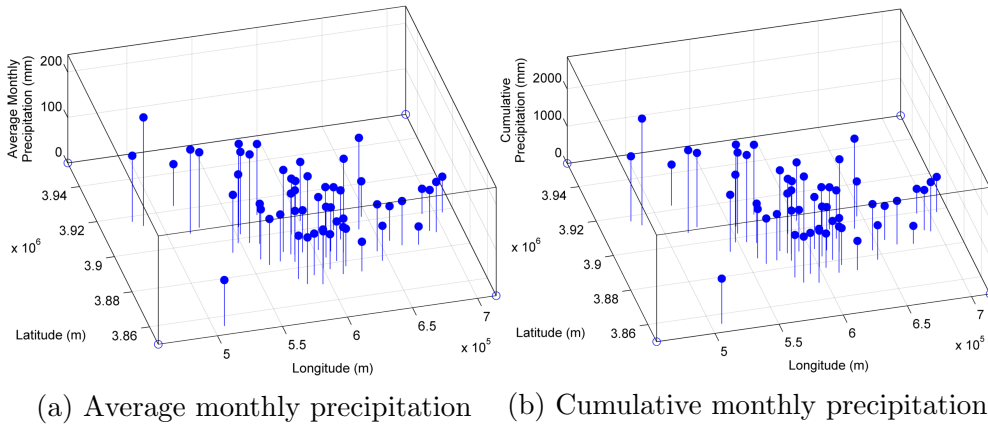 200
100
0
Average Monthly
Precipitation (mm)
3.94
3.92
3.9
3.88
3.86
x 10^6
Latitude (m)
5
5.5
6
6.5
7
x 10^5
Longitude (m)
2000
1000
0
Cumulative
Precipitation (mm)
3.94
3.92
3.9
3.88
3.86
x 10^6
Latitude (m)
5
5.5
6
6.5
7
x 10^5
Longitude (m)
(a) Average monthly precipitation
(b) Cumulative monthly precipitation